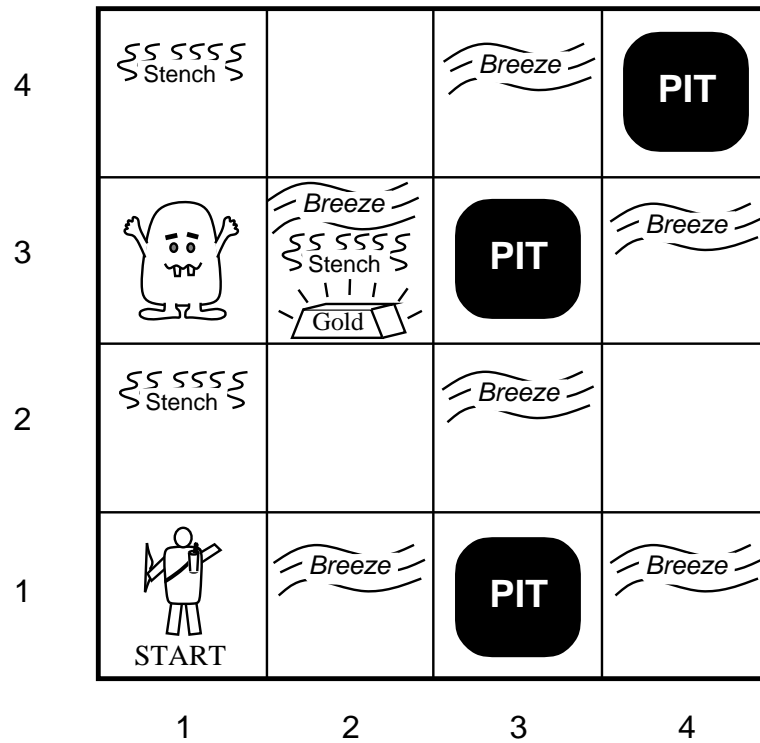 4
Stench
Breeze
PIT
3
Breeze
Stench
Gold
PIT
Breeze
2
Stench
Breeze
1
START
Breeze
PIT
Breeze
1 2 3 4